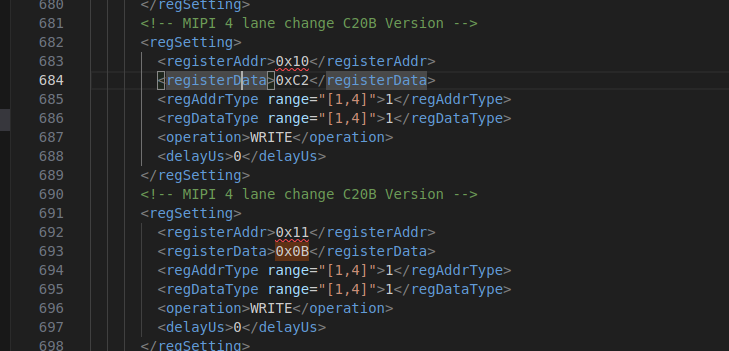 680 </regSetting>
681 <!-- MIPI 4 lane change C20B Version -->
682 <regSetting>
683 <registerAddr>0x10</registerAddr>
684 <registerData>0xC2</registerData>
685 <regAddrType range="[1,4]">1</regAddrType>
686 <regDataType range="[1,4]">1</regDataType>
687 <operation>WRITE</operation>
688 <delayUs>0</delayUs>
689 </regSetting>
690 <!-- MIPI 4 lane change C20B Version -->
691 <regSetting>
692 <registerAddr>0x11</registerAddr>
693 <registerData>0x0B</registerData>
694 <regAddrType range="[1,4]">1</regAddrType>
695 <regDataType range="[1,4]">1</regDataType>
696 <operation>WRITE</operation>
697 <delayUs>0</delayUs>
698 </regSetting>